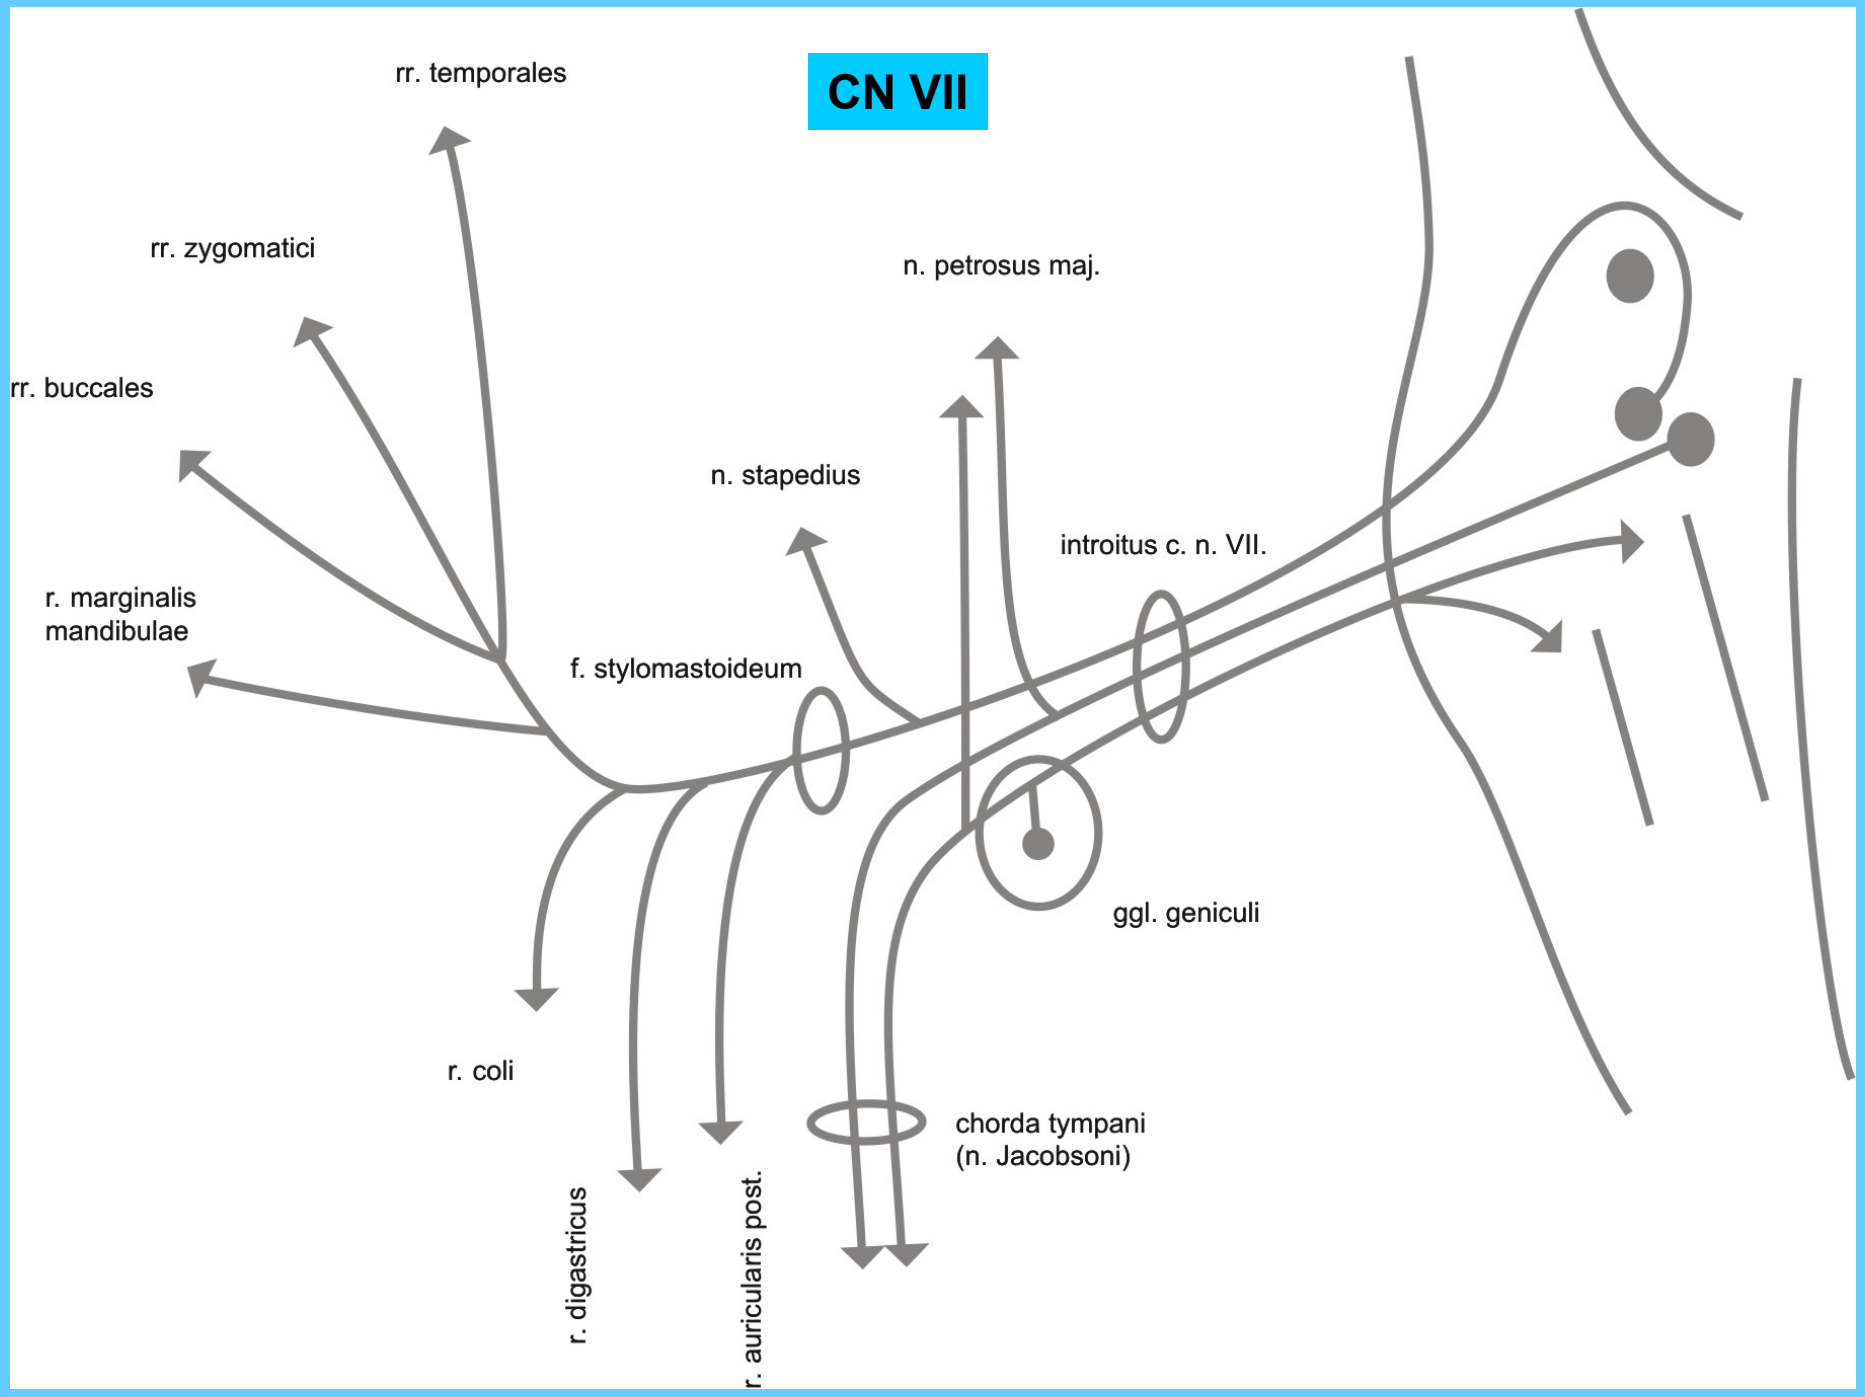 CN VII
rr. temporales
rr. zygomatici
n. petrosus maj.
rr. buccales
n. stapedius
introitus c. n. VII.
r. marginalis
mandibulae
f. stylomastoideum
ggl. geniculi
r. coli
chorda tympani
(n. Jacobsoni)
r. digastricus
r. auricularis post.